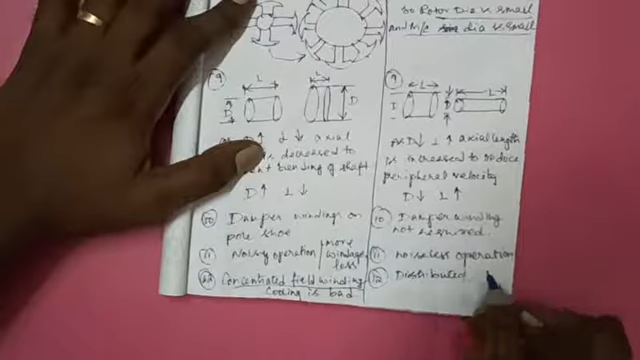 so Rotor Dia is small
and M/c dia is small
9
L
L
D
D
D ↑ L ↓ axial
is decreased to
bending of shaft
D ↑ L ↓
10 Damper windings on
pole shoe
11 Noisy operation | more
windage
loss
12 Concentrated field winding
Cooling is bad
9
L
L
D
D
As D ↓ L ↑ axial length
is increased to reduce
peripheral velocity
D ↓ L ↑
10 Damper winding
not required.
11 noiseless operation
12 Distributed